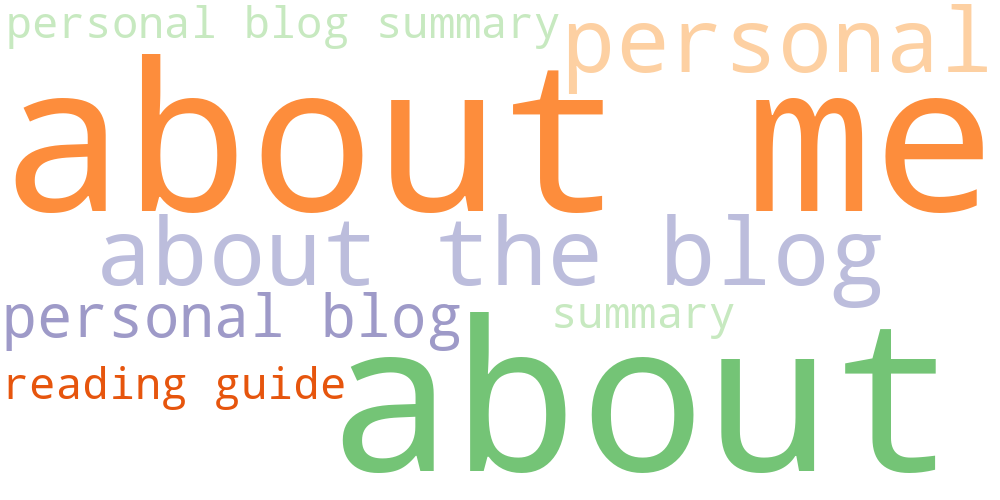 personal blog summary
personal
about me
about the blog
personal blog
summary
reading guide
about